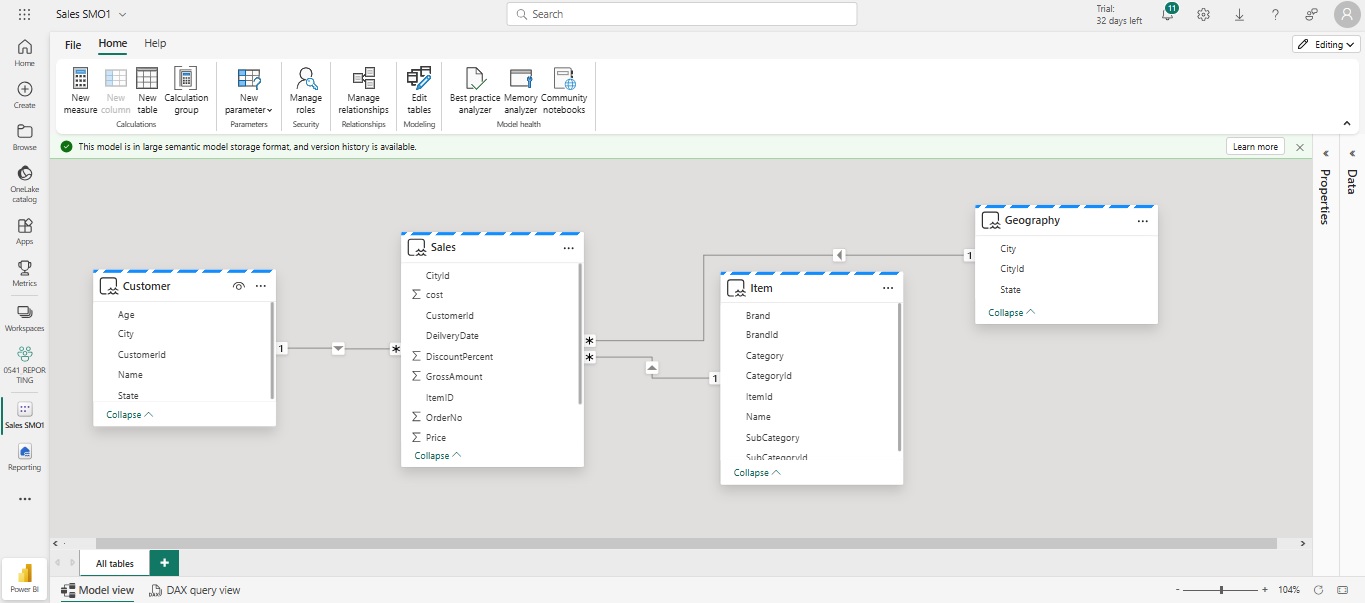 Sales SMO1
Search
Trial:
32 days left
11
File
Home
Help
Editing
New
measure
New
column
New
table
Calculation
group
Calculations
New
parameter
Parameters
Manage
roles
Security
Manage
relationships
Relationships
Edit
tables
Modeling
Best practice
analyzer
Memory
analyzer
Community
notebooks
Model health
This model is in large semantic model storage format, and version history is available.
Learn more
Home
Create
Browse
OneLake
catalog
Apps
Metrics
Workspaces
0541_REPOR
TING
Sales SMO1
Reporting
Power BI
Customer
Age
City
CustomerId
Name
State
Collapse
1
*
Sales
CityId
Σ cost
CustomerId
DeilveryDate
Σ DiscountPercent
Σ GrossAmount
ItemID
Σ OrderNo
Σ Price
Collapse
*
*
1
1
Item
Brand
BrandId
Category
CategoryId
ItemId
Name
SubCategory
SubCategoryId
Collapse
Geography
City
CityId
State
Collapse
Properties
Data
All tables
+
Model view
DAX query view
- + 104%